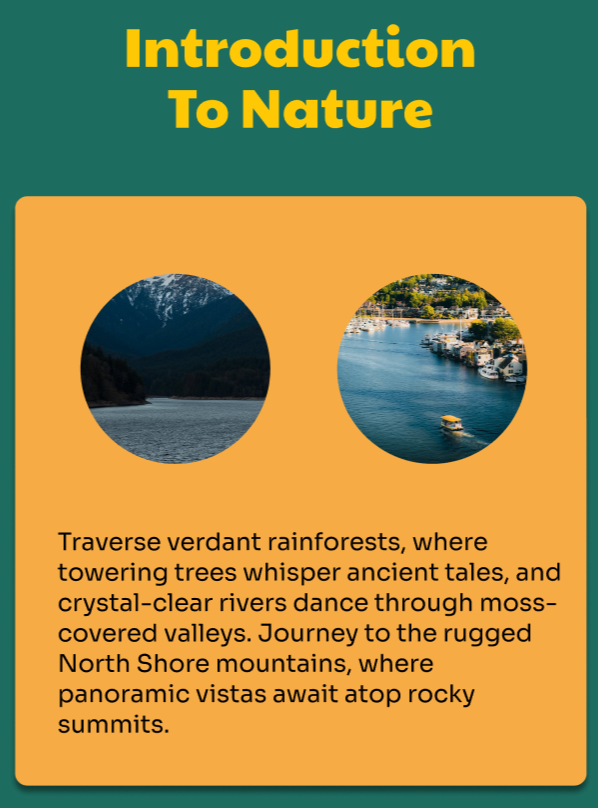 Introduction
To Nature
Traverse verdant rainforests, where
towering trees whisper ancient tales, and
crystal-clear rivers dance through moss-
covered valleys. Journey to the rugged
North Shore mountains, where
panoramic vistas await atop rocky
summits.